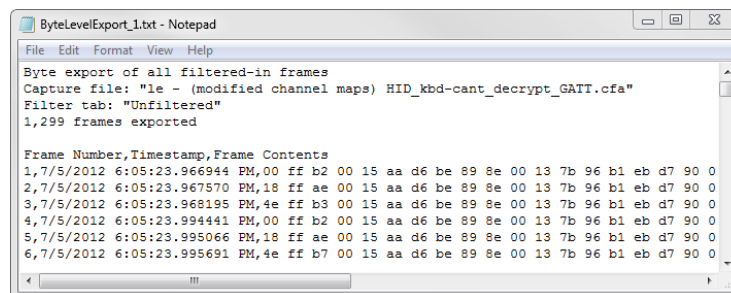 ByteLevelExport_1.txt - Notepad
File Edit Format View Help
Byte export of all filtered-in frames
Capture file: "le - (modified channel maps) HID_kbd-cant_decrypt_GATT.cfa"
Filter tab: "Unfiltered"
1,299 frames exported
Frame Number,Timestamp,Frame Contents
1,7/5/2012 6:05:23.966944 PM,00 ff b2 00 15 aa d6 be 89 8e 00 13 7b 96 b1 eb d7 90 0
2,7/5/2012 6:05:23.967570 PM,18 ff ae 00 15 aa d6 be 89 8e 00 13 7b 96 b1 eb d7 90 0
3,7/5/2012 6:05:23.968195 PM,4e ff b3 00 15 aa d6 be 89 8e 00 13 7b 96 b1 eb d7 90 0
4,7/5/2012 6:05:23.994441 PM,00 ff b2 00 15 aa d6 be 89 8e 00 13 7b 96 b1 eb d7 90 0
5,7/5/2012 6:05:23.995066 PM,18 ff ae 00 15 aa d6 be 89 8e 00 13 7b 96 b1 eb d7 90 0
6,7/5/2012 6:05:23.995691 PM,4e ff b7 00 15 aa d6 be 89 8e 00 13 7b 96 b1 eb d7 90 0